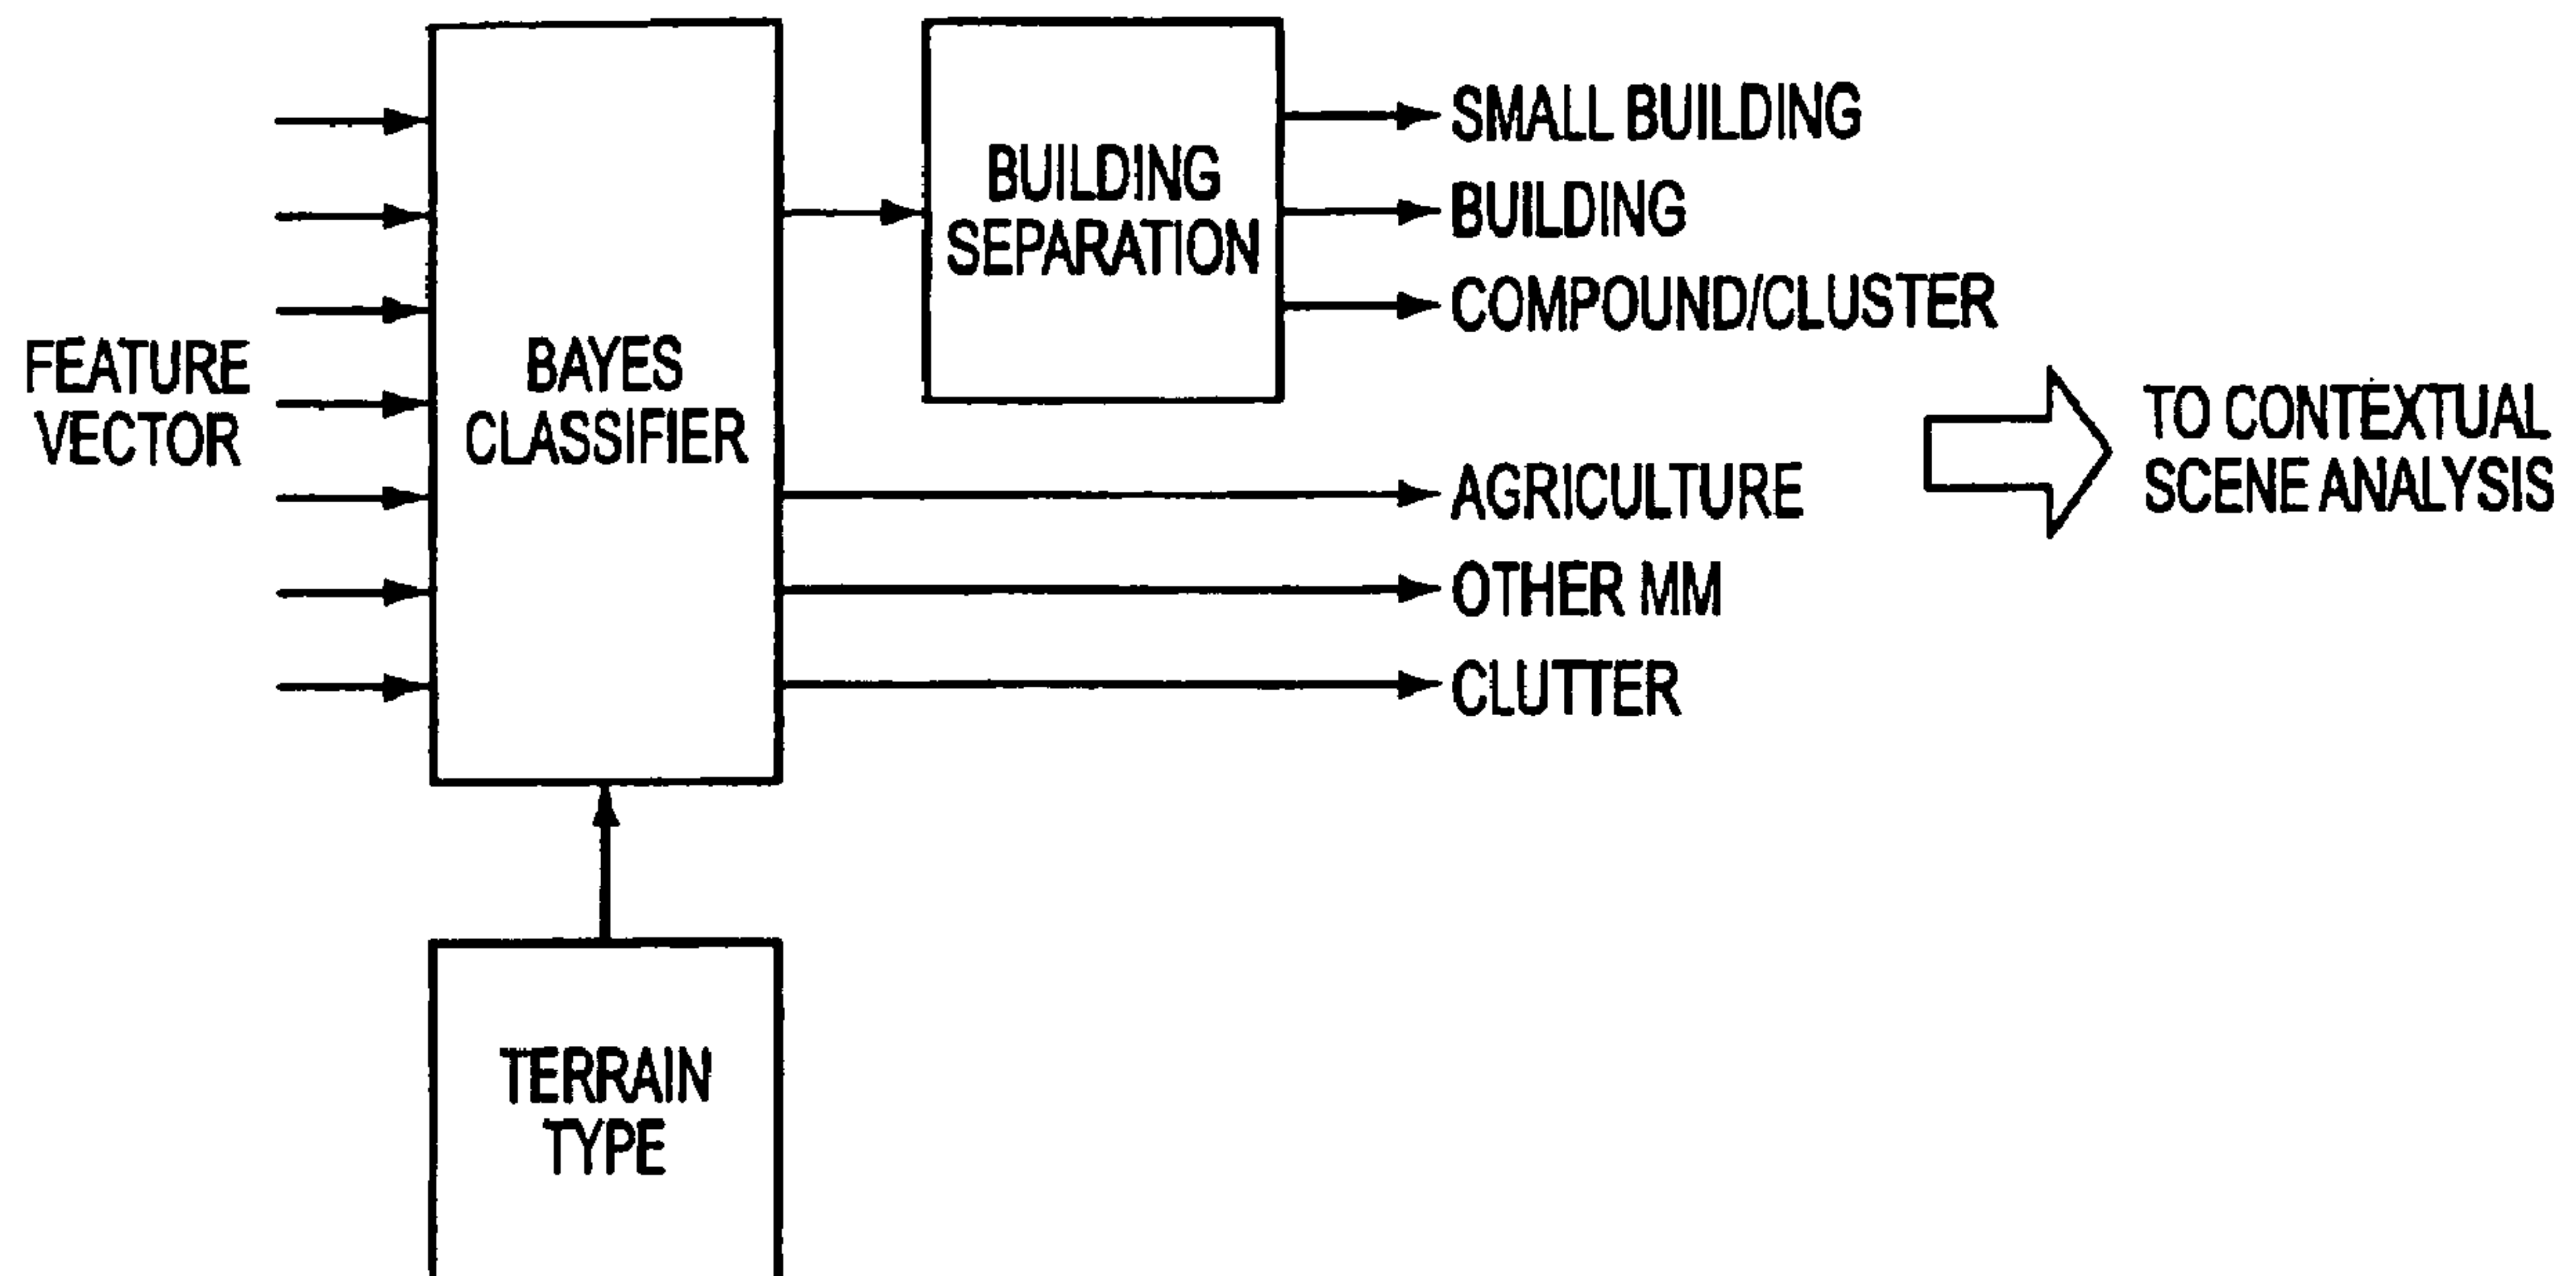 FEATURE
VECTOR
BAYES
CLASSIFIER
BUILDING
SEPARATION
SMALL BUILDING
BUILDING
COMPOUND/CLUSTER
AGRICULTURE
OTHER MM
CLUTTER
TO CONTEXTUAL
SCENE ANALYSIS
TERRAIN
TYPE